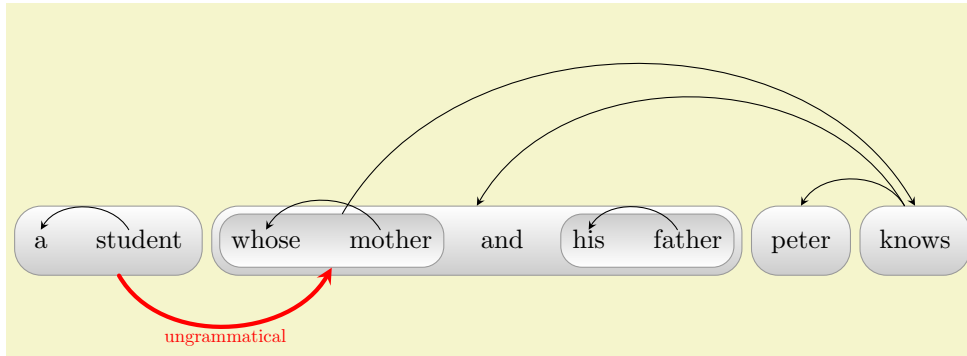 a student whose mother and his father peter knows
ungrammatical